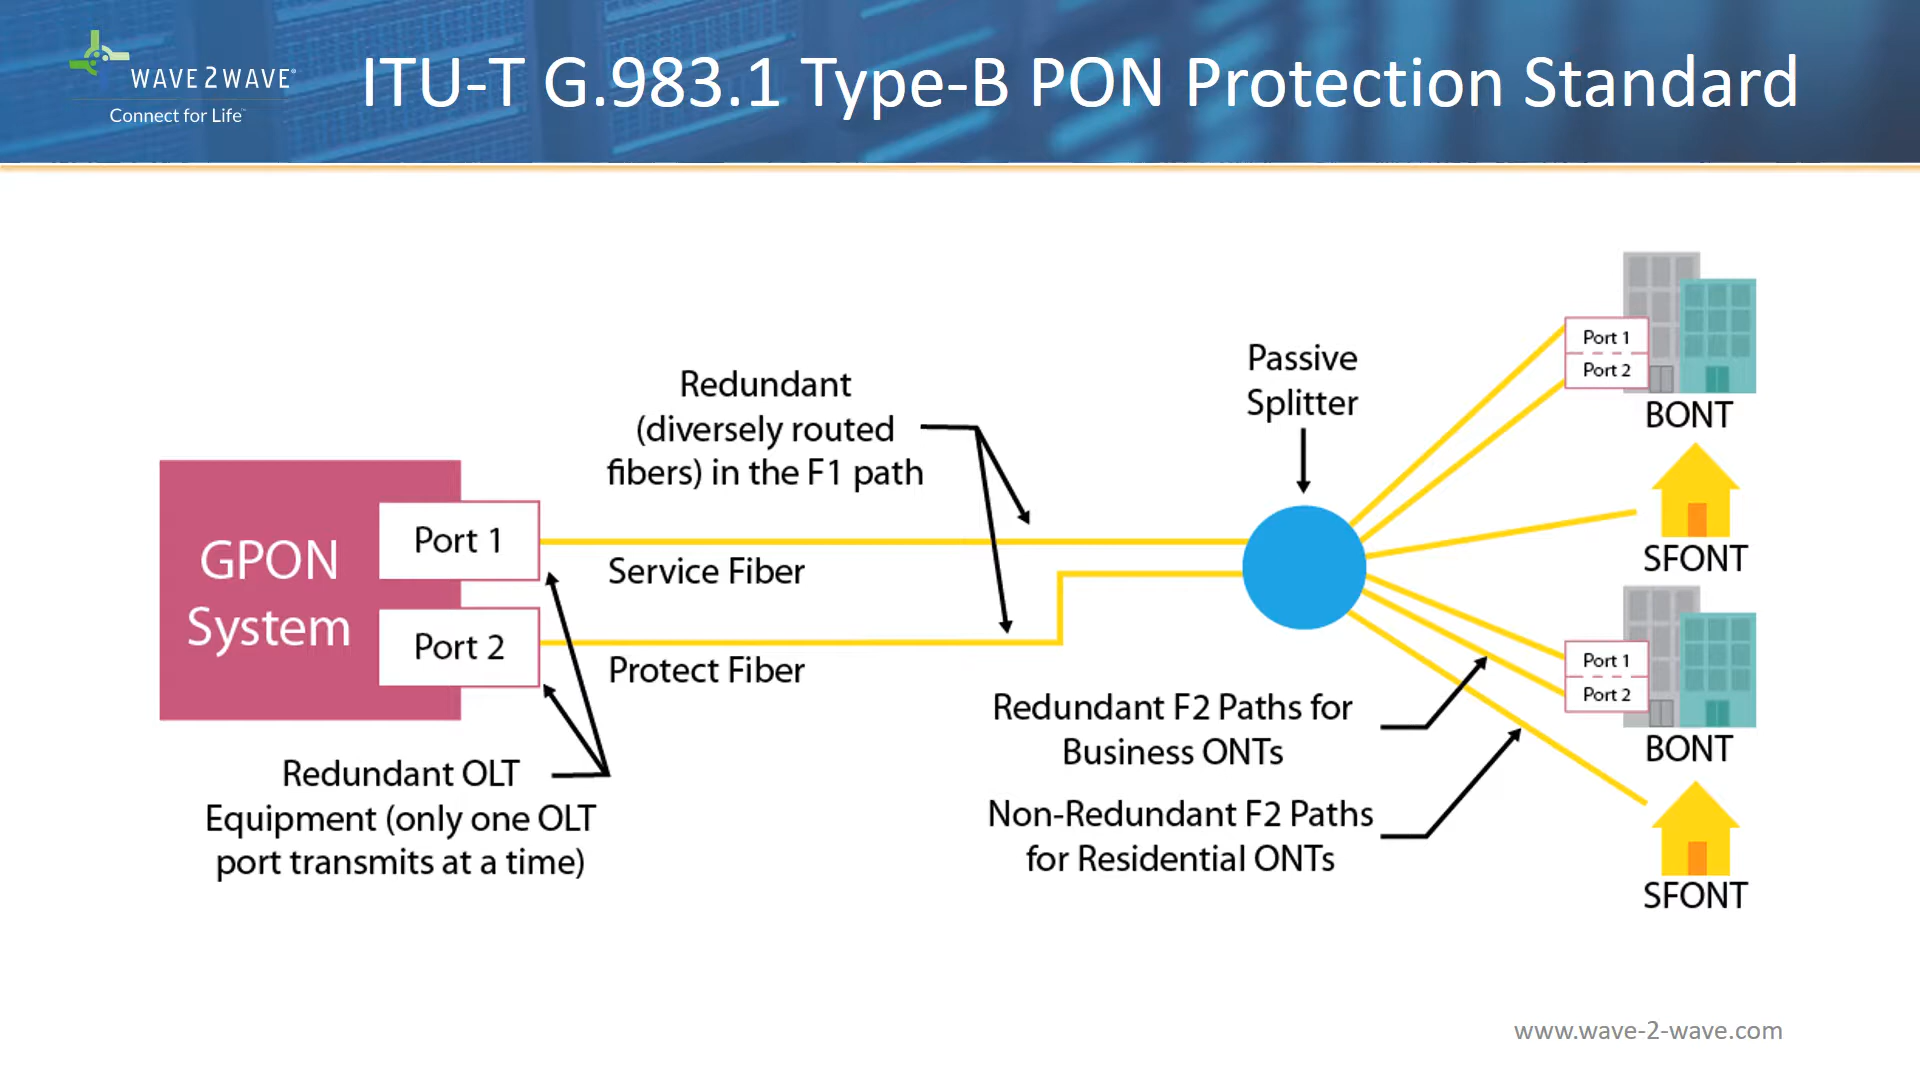 WAVE2WAVE®
Connect for Life™
ITU-T G.983.1 Type-B PON Protection Standard
Redundant
(diversely routed
fibers) in the F1 path
Passive
Splitter
Port 1
Port 2
BONT
SFONT
GPON
System
Port 1
Port 2
Service Fiber
Protect Fiber
Port 1
Port 2
BONT
SFONT
Redundant OLT
Equipment (only one OLT
port transmits at a time)
Redundant F2 Paths for
Business ONTs
Non-Redundant F2 Paths
for Residential ONTs
www.wave-2-wave.com